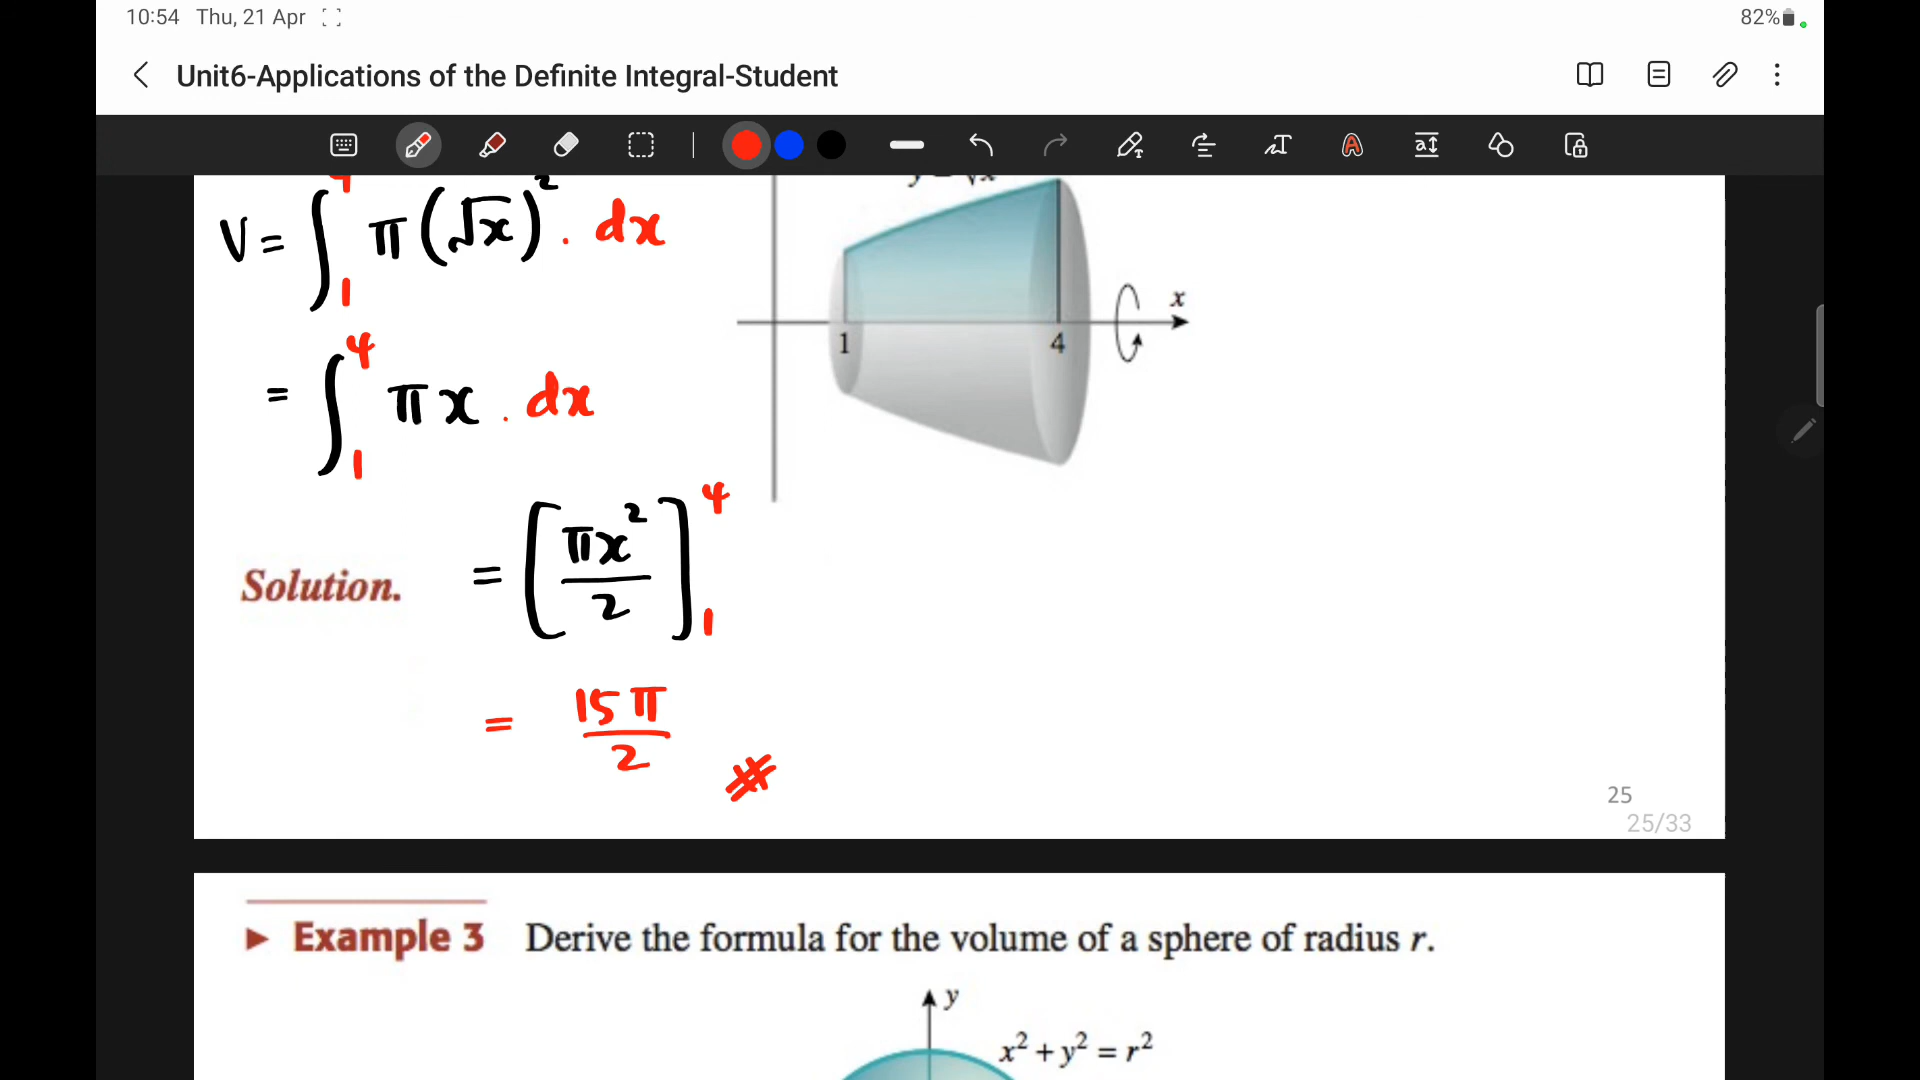 10:54 Thu, 21 Apr
82%
Unit6-Applications of the Definite Integral-Student
V = ∫₁⁴ π(√x)² . dx
y = √x
x
1 4
= ∫₁⁴ πx . dx
Solution.
= [πx²/2]₁⁴
= 15π/2 #
25
25/33
► Example 3 Derive the formula for the volume of a sphere of radius r.
y
x² + y² = r²